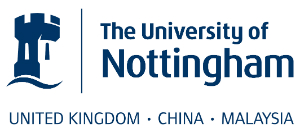 The University of
Nottingham
UNITED KINGDOM · CHINA · MALAYSIA